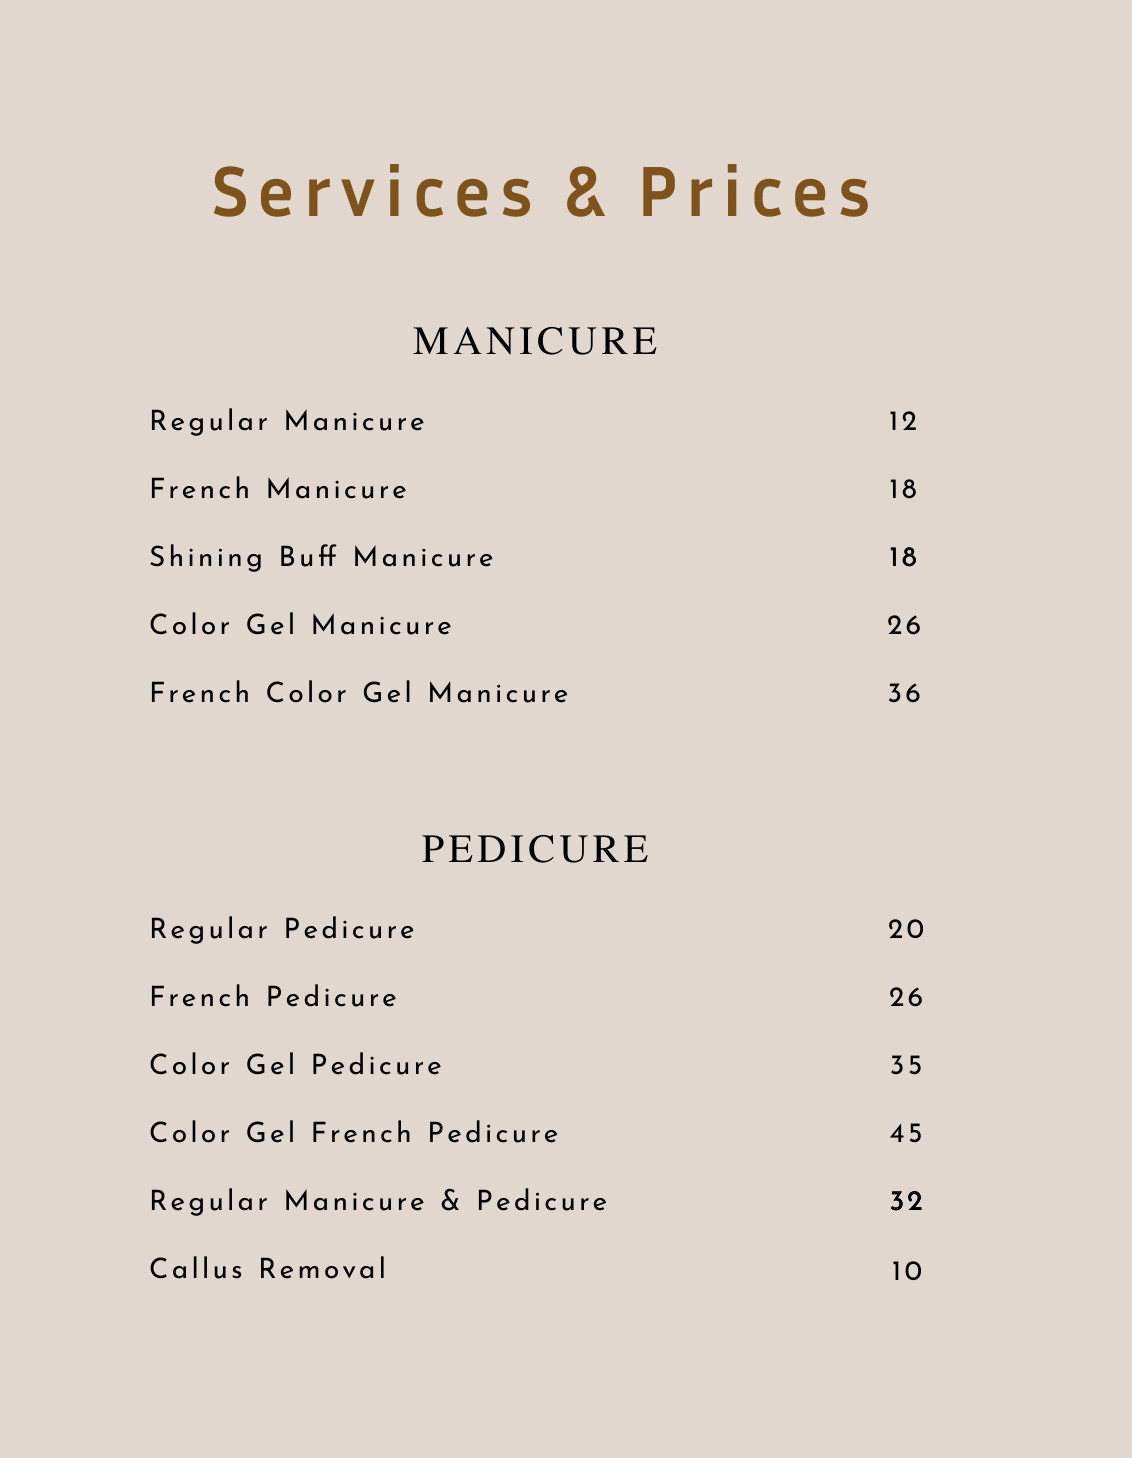 Services & Prices
MANICURE
Regular Manicure 12
French Manicure 18
Shining Buff Manicure 18
Color Gel Manicure 26
French Color Gel Manicure 36
PEDICURE
Regular Pedicure 20
French Pedicure 26
Color Gel Pedicure 35
Color Gel French Pedicure 45
Regular Manicure & Pedicure 32
Callus Removal 10